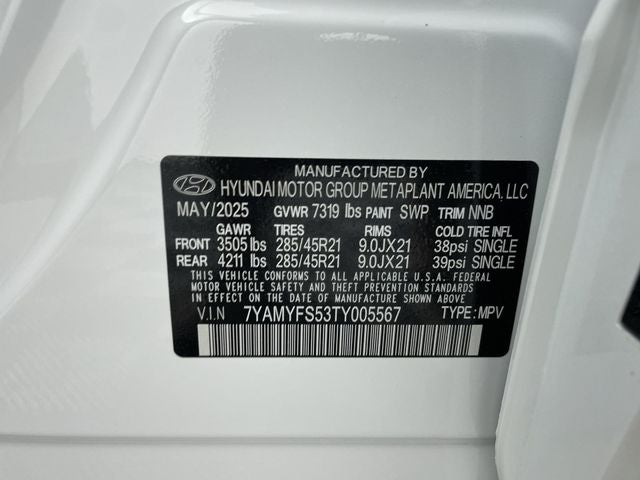 MANUFACTURED BY
HYUNDAI MOTOR GROUP METAPLANT AMERICA, LLC
MAY/2025 GVWR 7319 lbs PAINT SWP TRIM NNB
GAWR TIRES RIMS COLD TIRE INFL
FRONT 3505 lbs 285/45R21 9.0JX21 38psi SINGLE
REAR 4211 lbs 285/45R21 9.0JX21 39psi SINGLE
THIS VEHICLE CONFORMS TO ALL APPLICABLE U.S.A. FEDERAL
MOTOR VEHICLE SAFETY AND THEFT PREVENTION STANDARDS
IN EFFECT ON THE DATE OF MANUFACTURE SHOWN ABOVE.
V.I.N 7YAMYFS53TY005567 TYPE: MPV